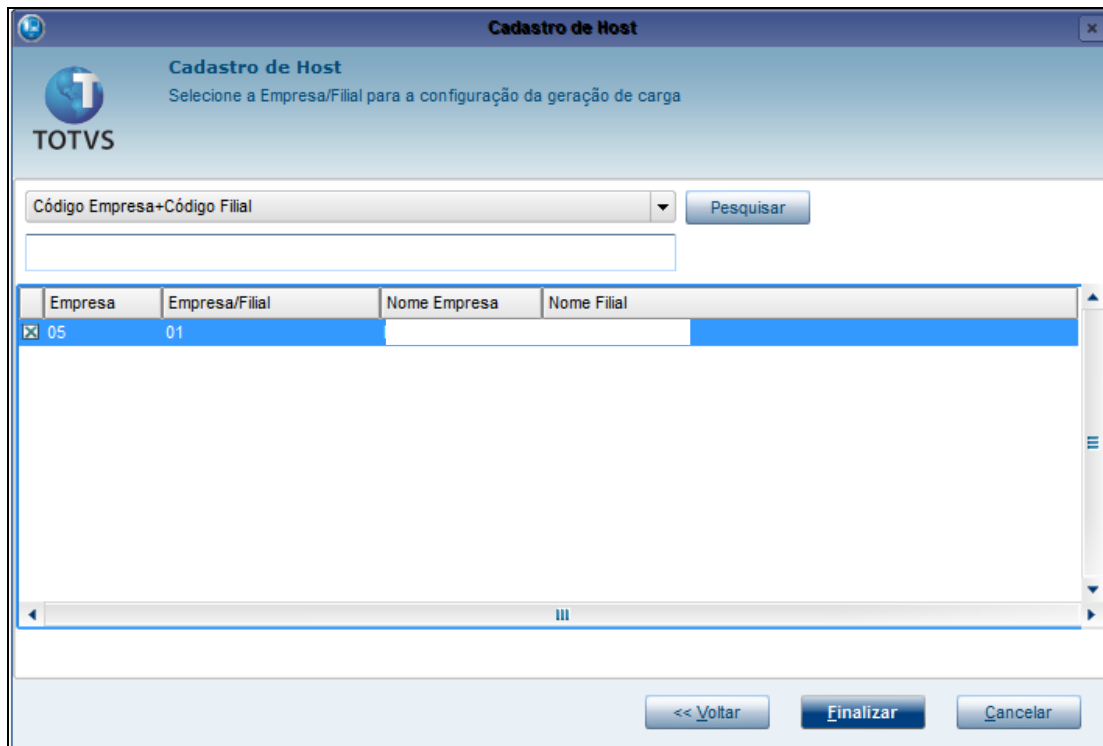 Cadastro de Host
Cadastro de Host
Selecione a Empresa/Filial para a configuração da geração de carga
TOTVS
Código Empresa+Código Filial
Pesquisar
Empresa Empresa/Filial Nome Empresa Nome Filial
05 01
<< Voltar Finalizar Cancelar